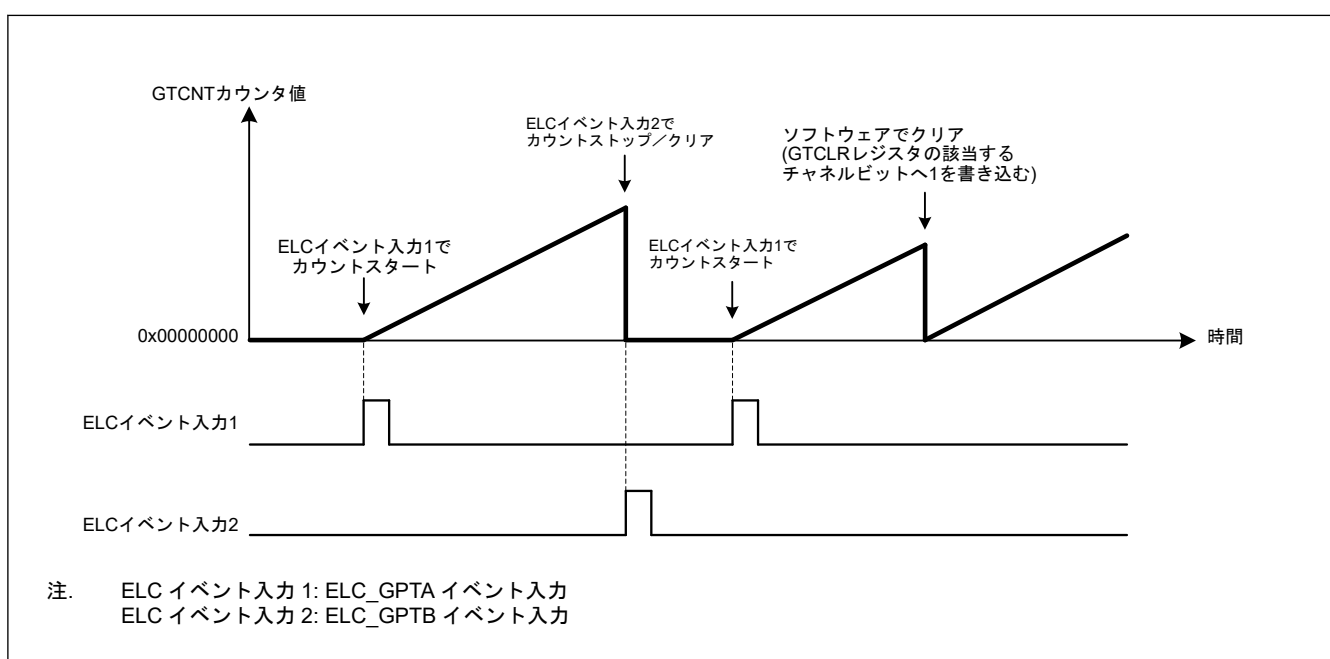 GTCNTカウンタ値
ELCイベント入力2で
カウントストップ/クリア
ソフトウェアでクリア
(GTCLRレジスタの該当する
チャネルビットへ1を書き込む)
ELCイベント入力1で
カウントスタート
ELCイベント入力1で
カウントスタート
0x00000000
時間
ELCイベント入力1
ELCイベント入力2
注. ELC イベント入力 1: ELC_GPTA イベント入力
ELC イベント入力 2: ELC_GPTB イベント入力